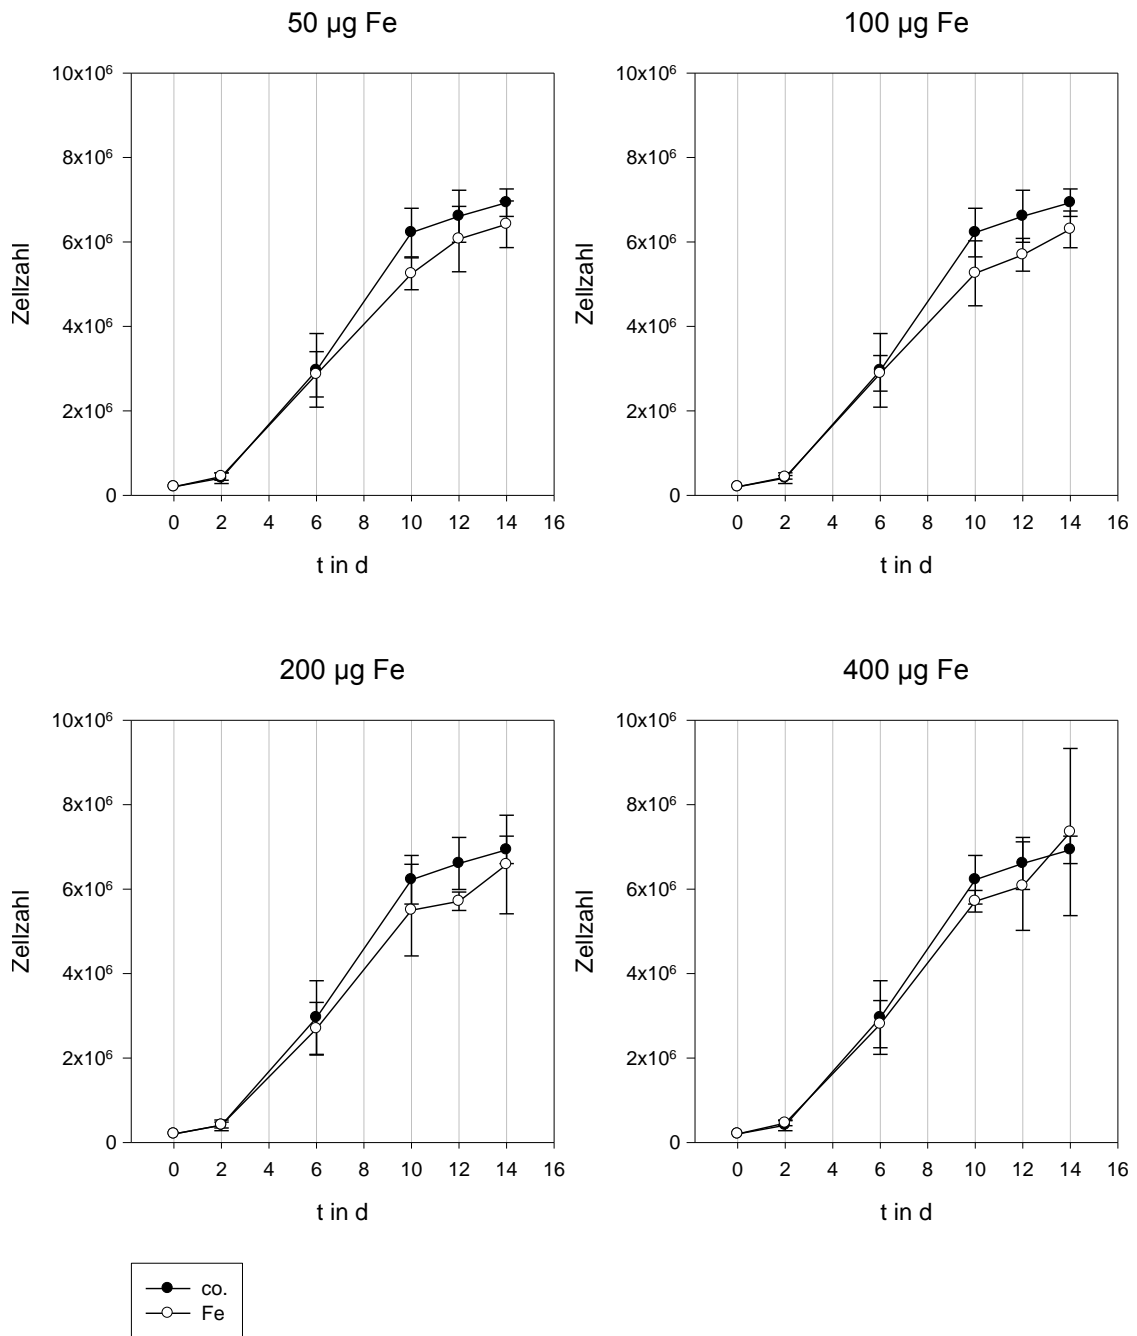 50 µg Fe
10x10⁶
8x10⁶
6x10⁶
4x10⁶
2x10⁶
0
Zellzahl
0 2 4 6 8 10 12 14 16
t in d
100 µg Fe
10x10⁶
8x10⁶
6x10⁶
4x10⁶
2x10⁶
0
Zellzahl
0 2 4 6 8 10 12 14 16
t in d
200 µg Fe
10x10⁶
8x10⁶
6x10⁶
4x10⁶
2x10⁶
0
Zellzahl
0 2 4 6 8 10 12 14 16
t in d
400 µg Fe
10x10⁶
8x10⁶
6x10⁶
4x10⁶
2x10⁶
0
Zellzahl
0 2 4 6 8 10 12 14 16
t in d
co.
Fe